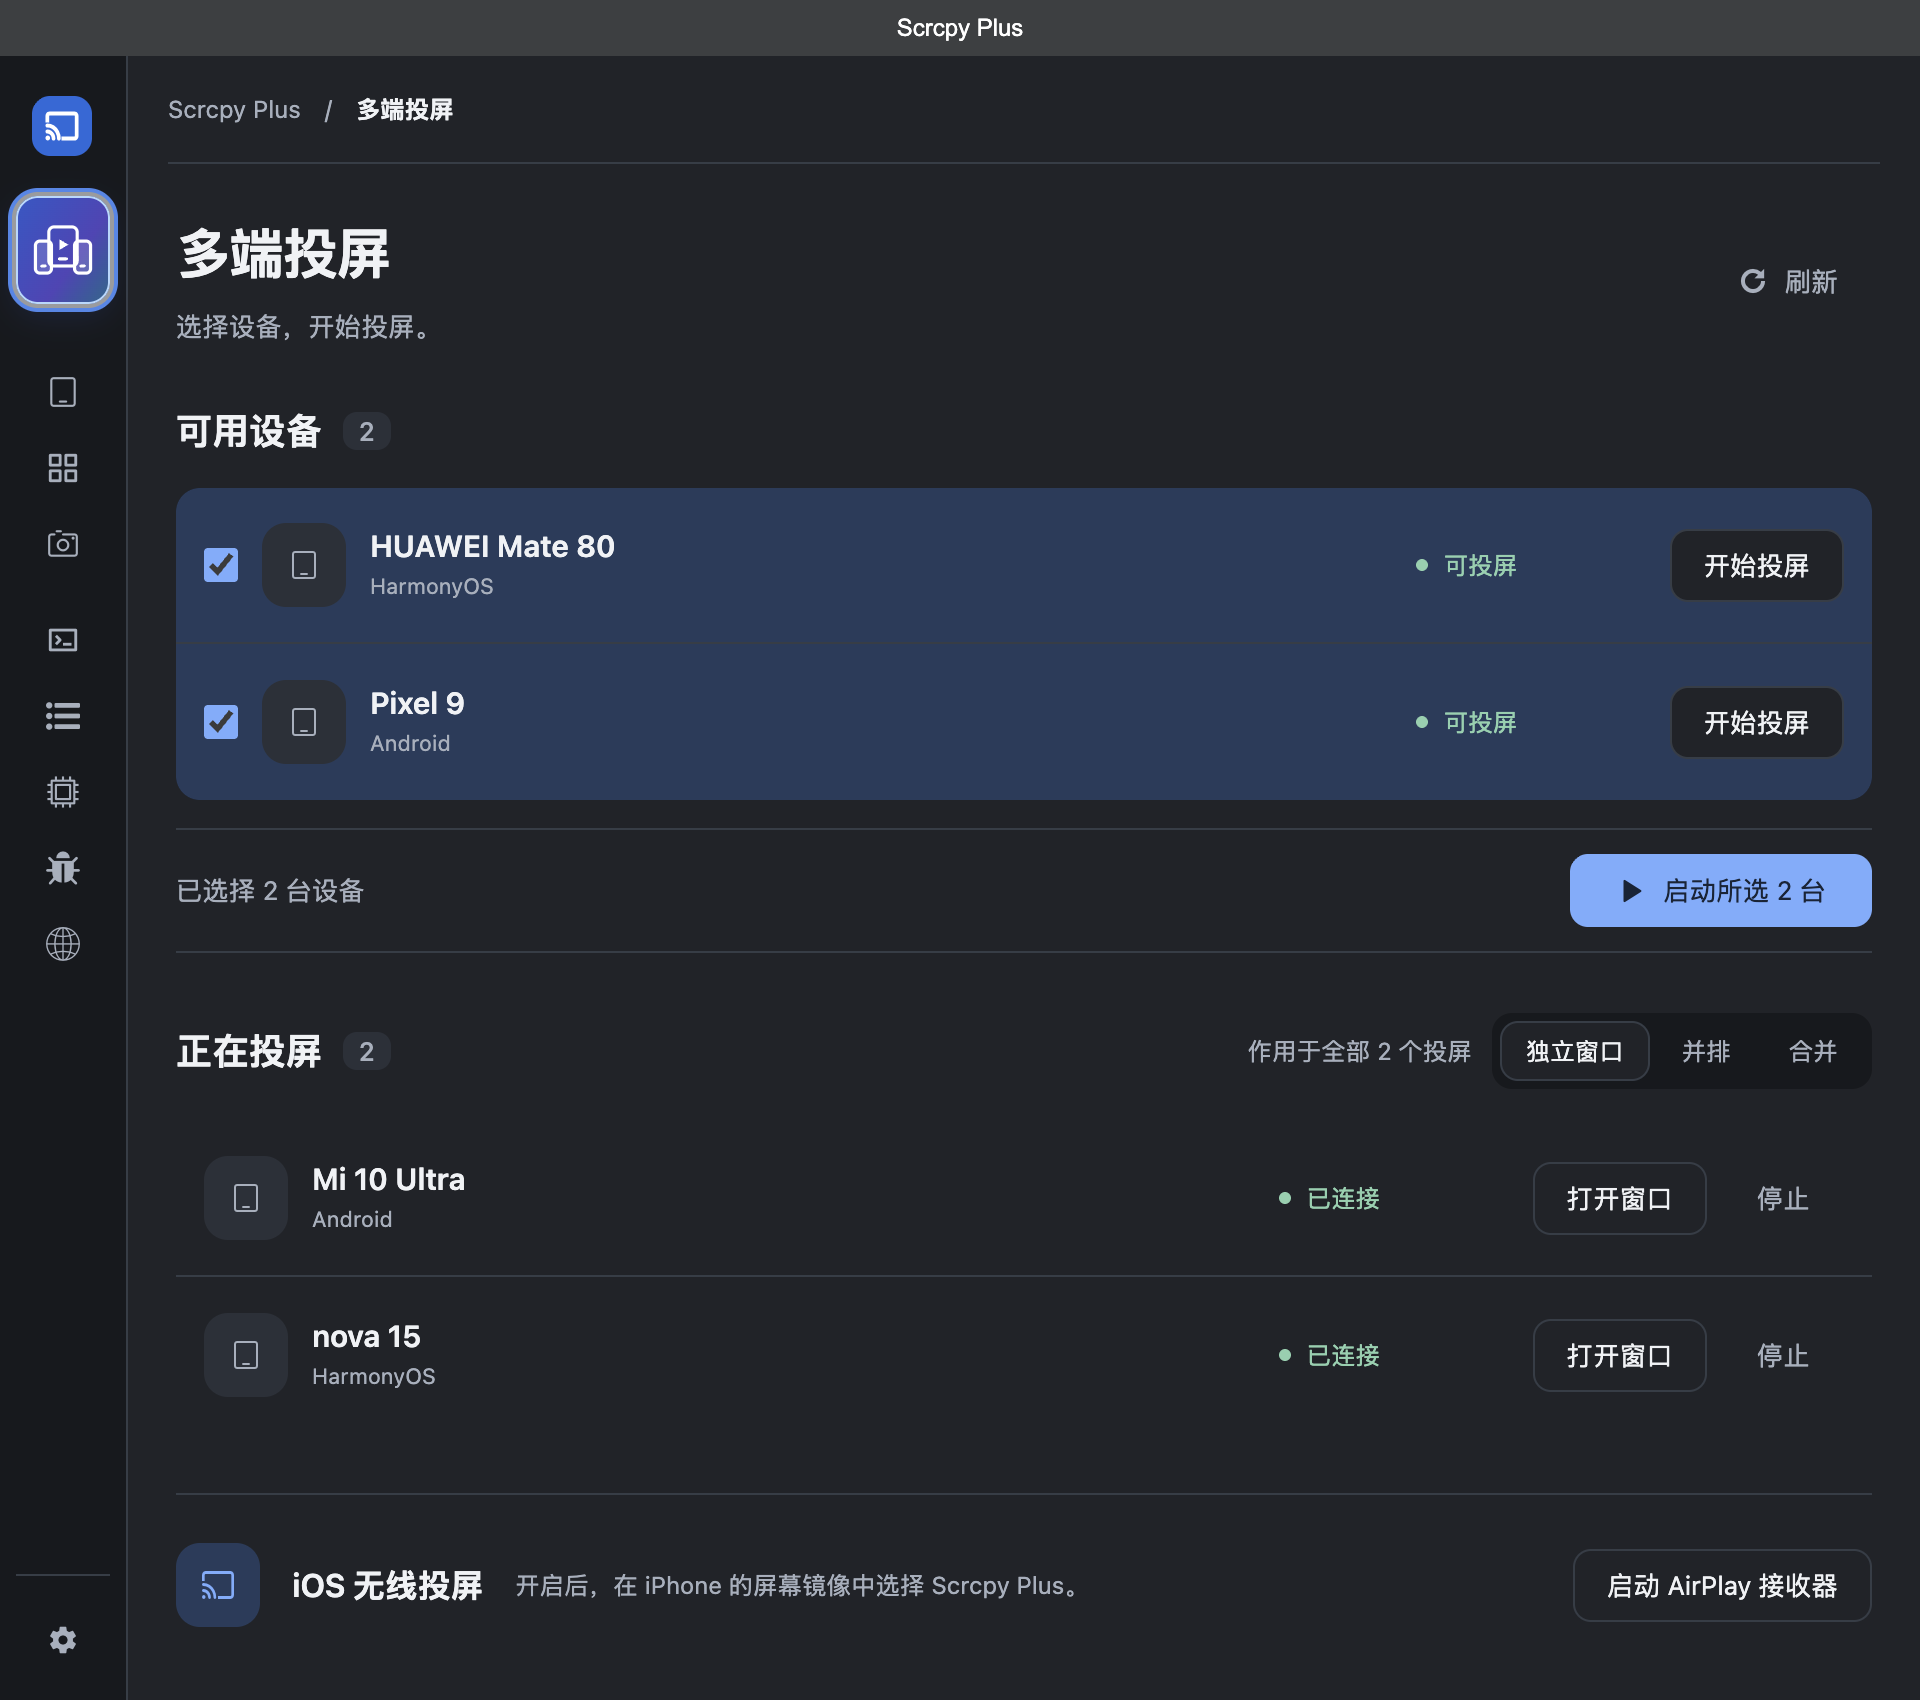 Scrcpy Plus
Scrcpy Plus / 多端投屏
多端投屏
刷新
选择设备，开始投屏。
可用设备 2
HUAWEI Mate 80
HarmonyOS
可投屏
开始投屏
Pixel 9
Android
可投屏
开始投屏
已选择 2 台设备
启动所选 2 台
正在投屏 2
作用于全部 2 个投屏
独立窗口
并排
合并
Mi 10 Ultra
Android
已连接
打开窗口
停止
nova 15
HarmonyOS
已连接
打开窗口
停止
iOS 无线投屏
开启后，在 iPhone 的屏幕镜像中选择 Scrcpy Plus。
启动 AirPlay 接收器